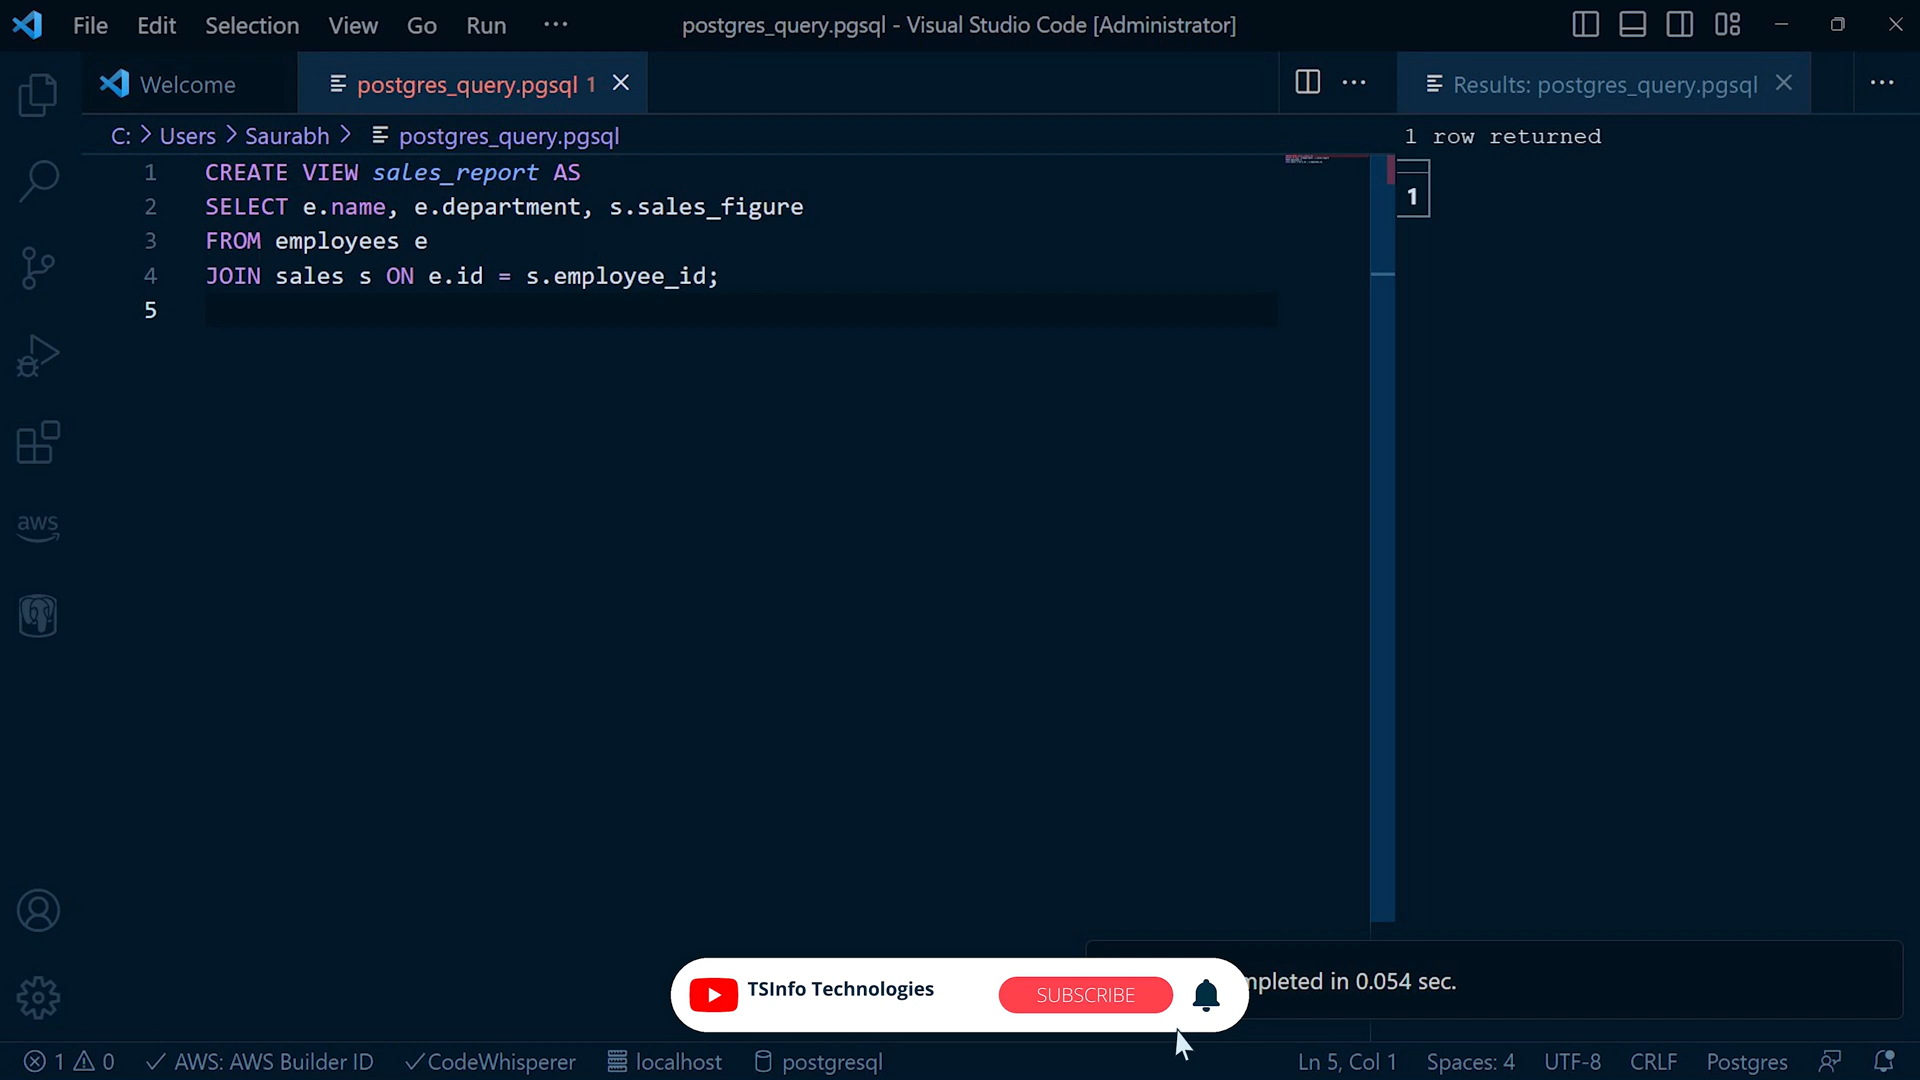 File Edit Selection View Go Run ···
postgres_query.pgsql - Visual Studio Code [Administrator]
Welcome
postgres_query.pgsql 1
Results: postgres_query.pgsql
C: > Users > Saurabh > postgres_query.pgsql
1 row returned
1
1 CREATE VIEW sales_report AS
2 SELECT e.name, e.department, s.sales_figure
3 FROM employees e
4 JOIN sales s ON e.id = s.employee_id;
5
aws
TSInfo Technologies
SUBSCRIBE
mpleted in 0.054 sec.
1 0 AWS: AWS Builder ID CodeWhisperer localhost postgresql Ln 5, Col 1 Spaces: 4 UTF-8 CRLF Postgres